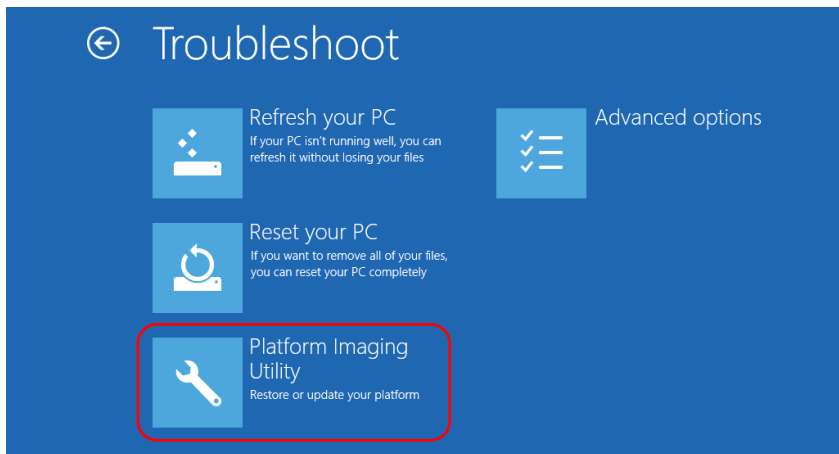 Troubleshoot
Refresh your PC
If your PC isn't running well, you can
refresh it without losing your files
Advanced options
Reset your PC
If you want to remove all of your files,
you can reset your PC completely
Platform Imaging
Utility
Restore or update your platform